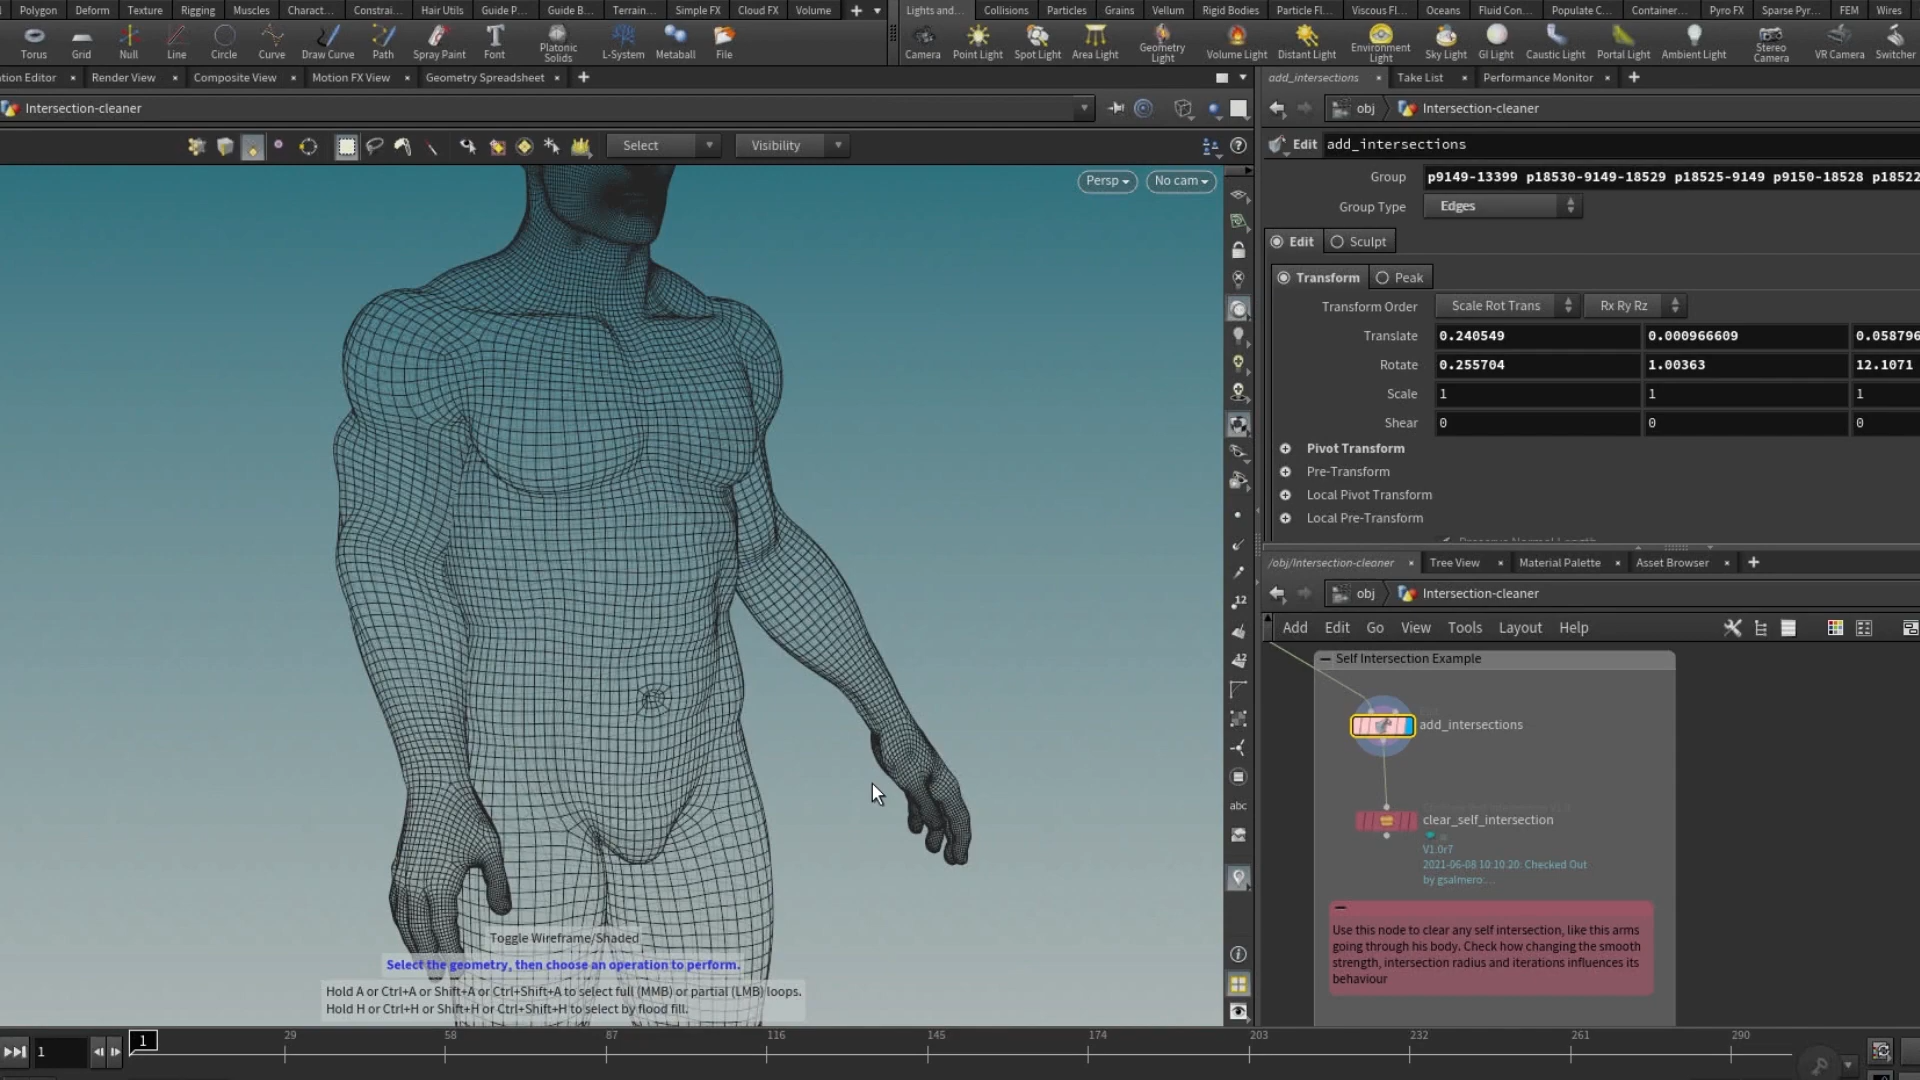 Polygon Deform Texture Rigging Muscles Charact... Constrai... Hair Utils Guide P... Guide B... Terrain... Simple FX Cloud FX Volume
Lights and... Collisions Particles Grains Vellum Rigid Bodies Particle Fl... Viscous Fl... Oceans Fluid Con... Populate C... Container... Pyro FX Sparse Pyr... FEM Wires
Torus Grid Null Line Circle Curve Draw Curve Path Spray Paint Font Platonic Solids L-System Metaball File
Camera Point Light Spot Light Area Light Geometry Light Volume Light Distant Light Environment Light Sky Light GI Light Caustic Light Portal Light Ambient Light Stereo Camera VR Camera Switcher
tion Editor Render View Composite View Motion FX View Geometry Spreadsheet
add_intersections Take List Performance Monitor
Intersection-cleaner
obj Intersection-cleaner
Select Visibility
Edit add_intersections
Persp No cam
Group p9149-13399 p18530-9149-18529 p18525-9149 p9150-18528 p18522
Group Type Edges
Edit Sculpt
Transform Peak
Transform Order Scale Rot Trans Rx Ry Rz
Translate 0.240549 0.000966609 0.058796
Rotate 0.255704 1.00363 12.1071
Scale 1 1 1
Shear 0 0 0
Pivot Transform
Pre-Transform
Local Pivot Transform
Local Pre-Transform
/obj/Intersection-cleaner Tree View Material Palette Asset Browser
obj Intersection-cleaner
Add Edit Go View Tools Layout Help
Self Intersection Example
add_intersections
clear_self_intersection
V1.0r7
2021-06-08 10:10:20: Checked Out
by gsalmero:...
Use this node to clear any self intersection, like this arms
going through his body. Check how changing the smooth
strength, intersection radius and iterations influences its
behaviour
12
12
abc
Toggle Wireframe/Shaded
Select the geometry, then choose an operation to perform.
Hold A or Ctrl+A or Shift+A or Ctrl+Shift+A to select full (MMB) or partial (LMB) loops.
Hold H or Ctrl+H or Shift+H or Ctrl+Shift+H to select by flood fill.
1 1 29 58 87 116 145 174 203 232 261 290